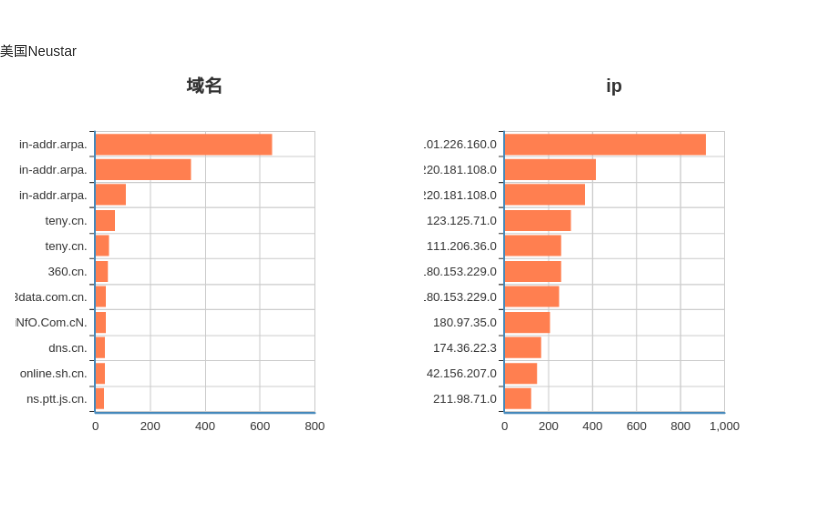 美国Neustar
域名
in-addr.arpa.
in-addr.arpa.
in-addr.arpa.
teny.cn.
teny.cn.
360.cn.
3data.com.cn.
NfO.Com.cN.
dns.cn.
online.sh.cn.
ns.ptt.js.cn.
0 200 400 600 800
ip
.01.226.160.0
220.181.108.0
220.181.108.0
123.125.71.0
111.206.36.0
.80.153.229.0
.80.153.229.0
180.97.35.0
174.36.22.3
42.156.207.0
211.98.71.0
0 200 400 600 800 1,000